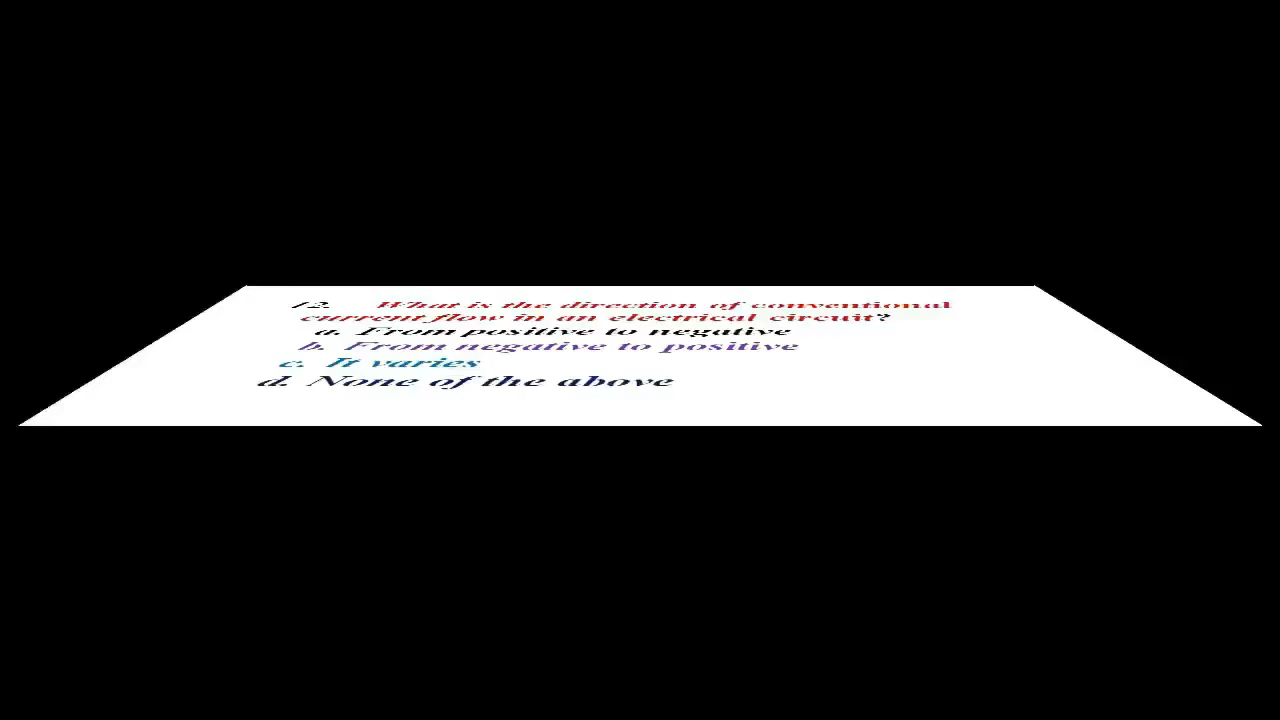 12. What is the direction of conventional
current flow in an electrical circuit?
a. From positive to negative
b. From negative to positive
c. It varies
d. None of the above